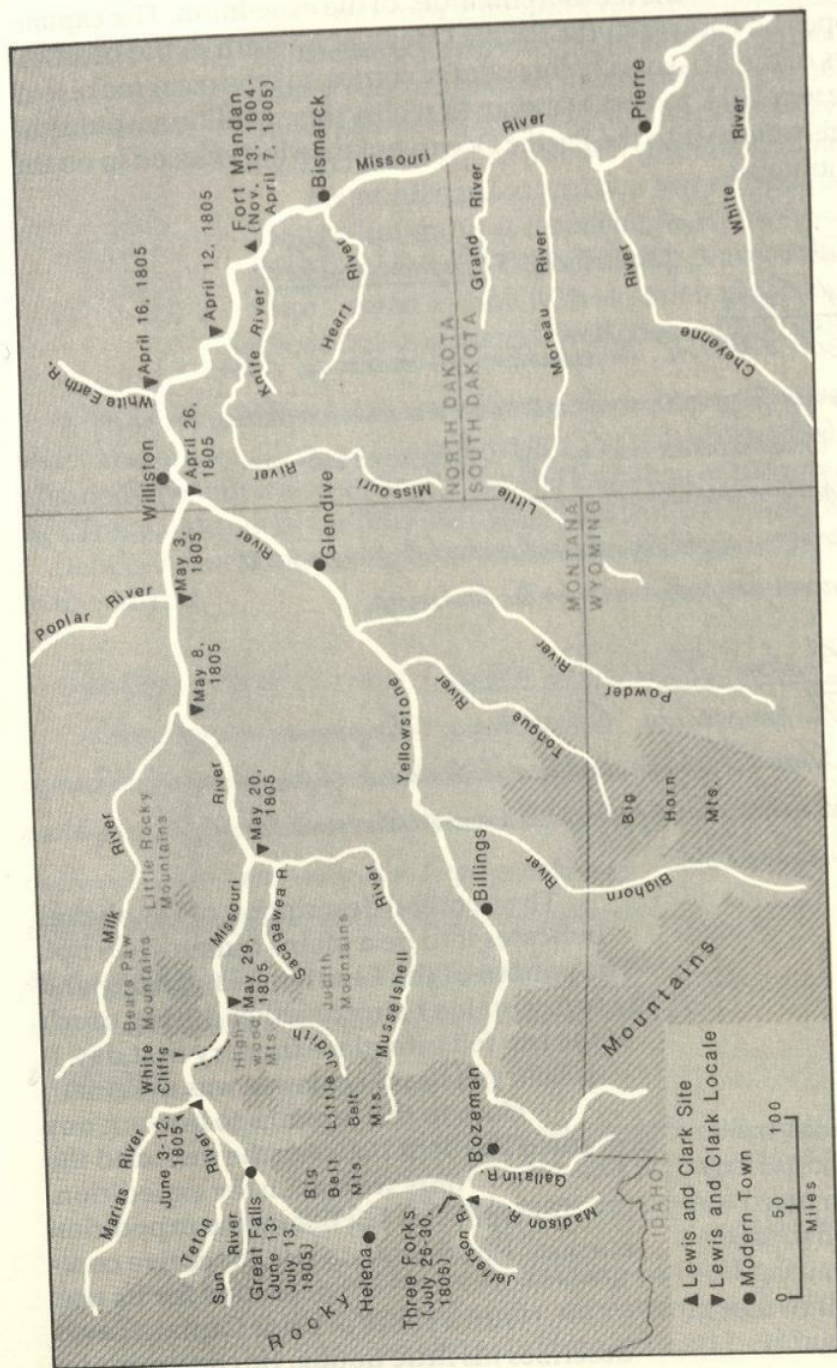 Marias River
Teton
River
Sun
River
June 3-12,
1805
White
Cliffs
Bears Paw
Mountains
Milk
River
Little Rocky
Mountains
Poplar River
Williston
White Earth R.
April 16, 1805
April 12, 1805
Fort Mandan
(Nov. 13, 1804-
April 7, 1805)
Bismarck
Great Falls
(June 13-
July 13,
1805)
High-
wood
Mts.
May 29,
1805
Missouri
River
May 20,
1805
May 8,
1805
May 3,
1805
April 26,
1805
Knife River
Heart River
Missouri
River
Rocky
Mountains
Helena
Big
Belt
Mts
Little
Belt
Mts.
Judith
Judith
Mountains
Sacagawea R.
Musselshell
River
Yellowstone
River
Glendive
Little
Missouri
River
NORTH DAKOTA
SOUTH DAKOTA
Grand River
Moreau River
Three Forks
(July 25-30,
1805)
Jefferson R.
Madison R.
Gallatin R.
Bozeman
Billings
Bighorn
River
Big
Horn
Mts.
Tongue
River
Powder
River
MONTANA
WYOMING
Cheyenne
River
Pierre
White River
IDAHO
▲ Lewis and Clark Site
▼ Lewis and Clark Locale
● Modern Town
0 50 100
Miles